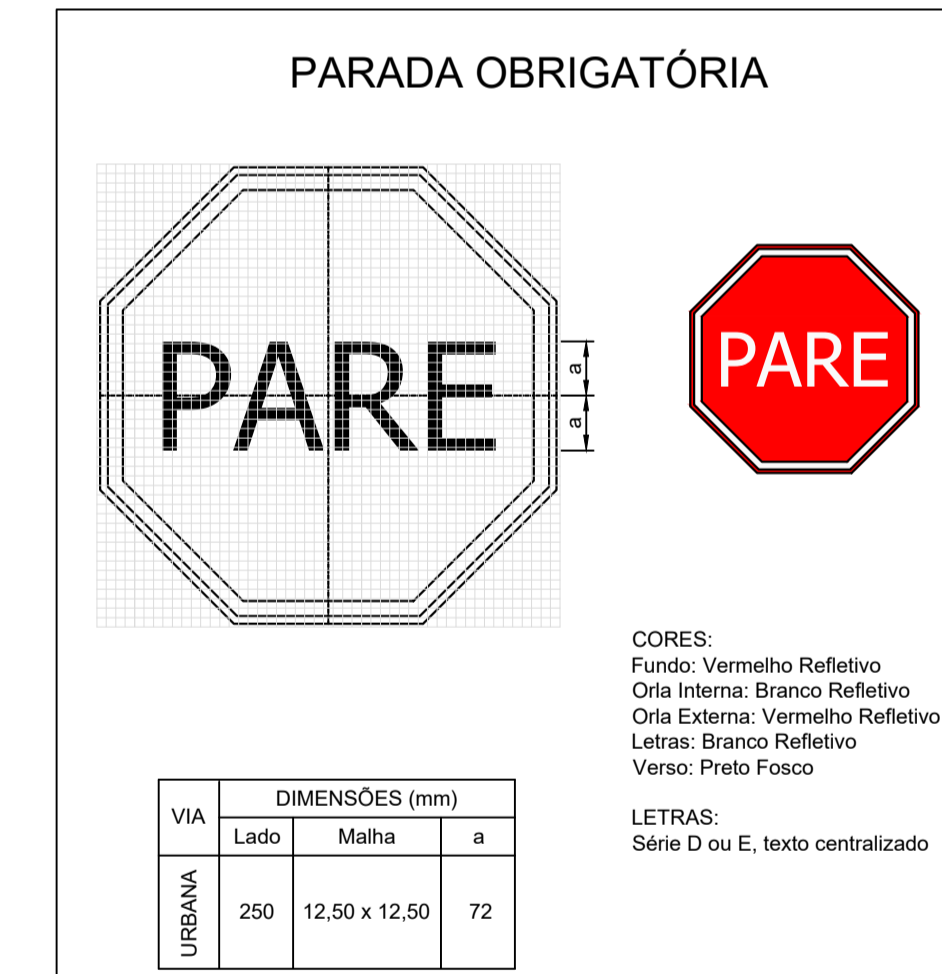 PARADA OBRIGATÓRIA
PARE
a
a
PARE
CORES:
Fundo: Vermelho Refletivo
Orla Interna: Branco Refletivo
Orla Externa: Vermelho Refletivo
Letras: Branco Refletivo
Verso: Preto Fosco
LETRAS:
Série D ou E, texto centralizado
VIA
DIMENSÕES (mm)
Lado Malha a
URBANA
250 12,50 x 12,50 72